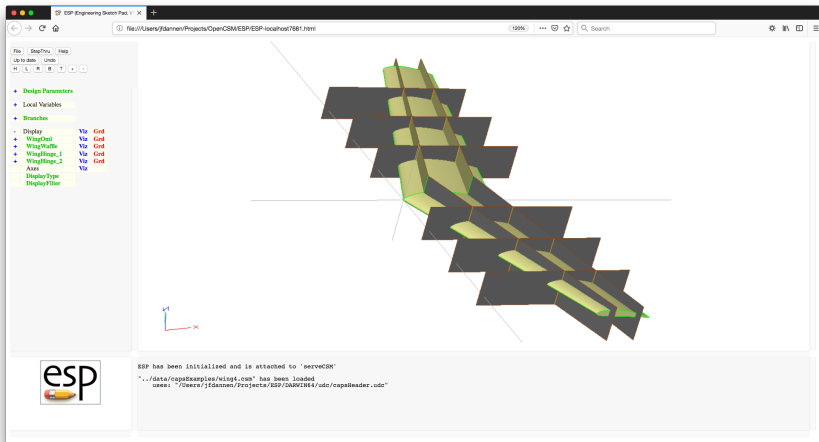 ESP (Engineering Sketch Pad,
file:///Users/jfdannen/Projects/OpenCSM/ESP/ESP-localhost7681.html
120%
Search
File StepThru Help
Up to date Undo
H L R B T + -
+ Design Parameters
+ Local Variables
+ Branches
- Display Viz Grd
+ WingOml Viz Grd
+ WingWaffle Viz Grd
+ WingHinge_1 Viz Grd
+ WingHinge_2 Viz Grd
Axes Viz
DisplayType
DisplayFilter
X
esp
ESP has been initialized and is attached to 'serveCSM'
"../data/capsExamples/wing4.csm" has been loaded
uses: "/Users/jfdannen/Projects/ESP/DARWIN64/udc/capsHeader.udc"